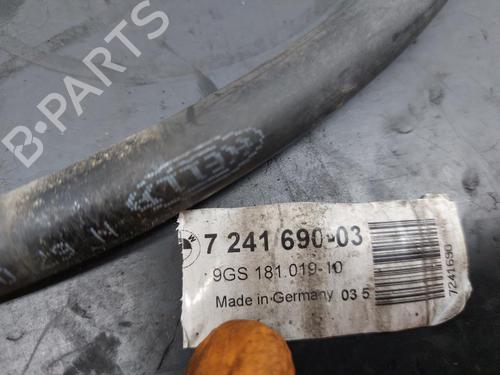 B-PARTS
HELLA
7 241 690-03
9GS 181.019-10
Made in Germany 03 5
7241690